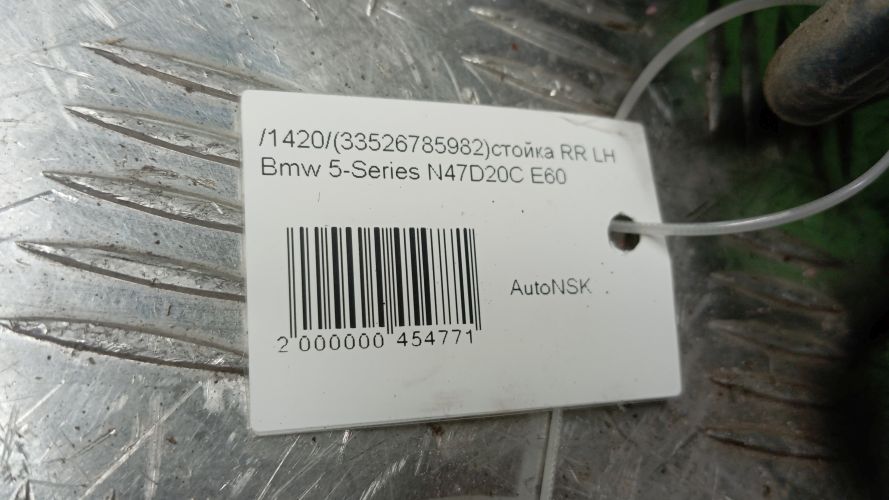 /1420/(33526785982)стойка RR LH
Bmw 5-Series N47D20C E60
AutoNSK
2 000000 454771